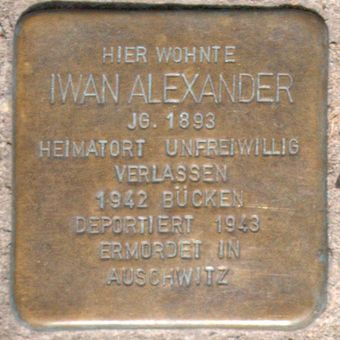 HIER WOHNTE
IWAN ALEXANDER
JG. 1893
HEIMATORT UNFREIWILLIG
VERLASSEN
1942 BÜCKEN
DEPORTIERT 1943
ERMORDET IN
AUSCHWITZ